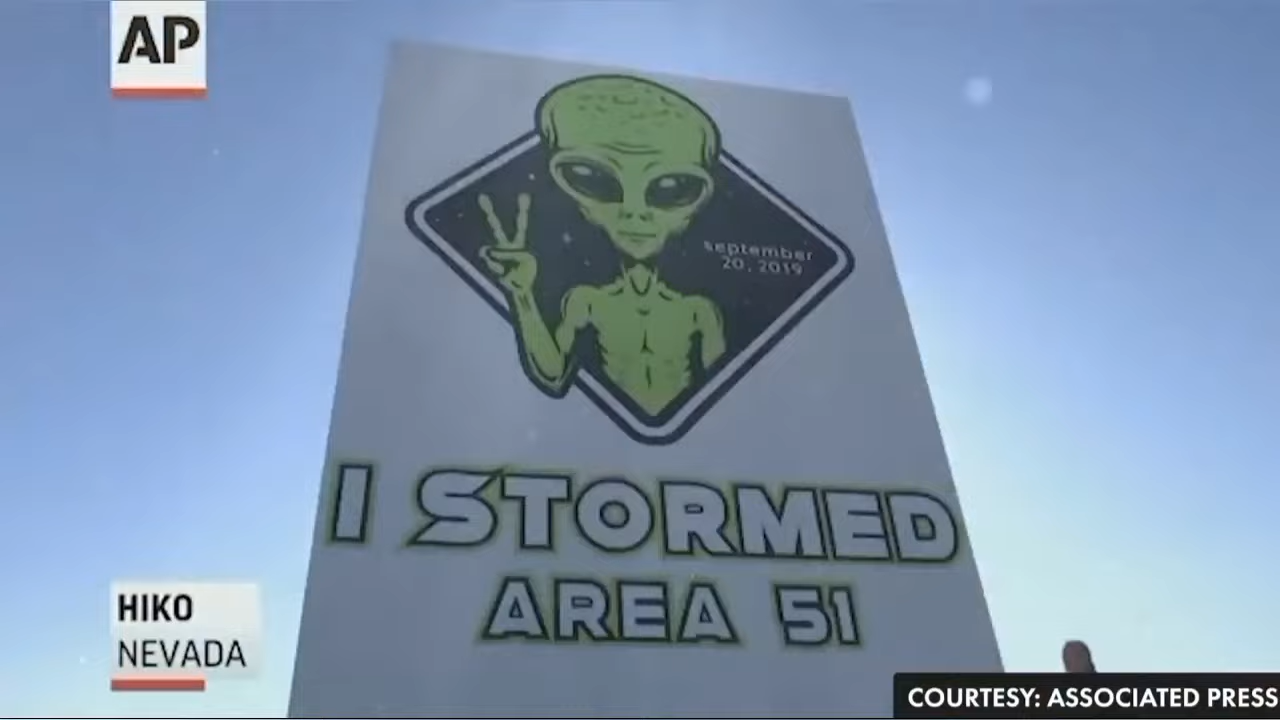 AP
september
20, 2019
I STORMED
AREA 51
HIKO
NEVADA
COURTESY: ASSOCIATED PRESS